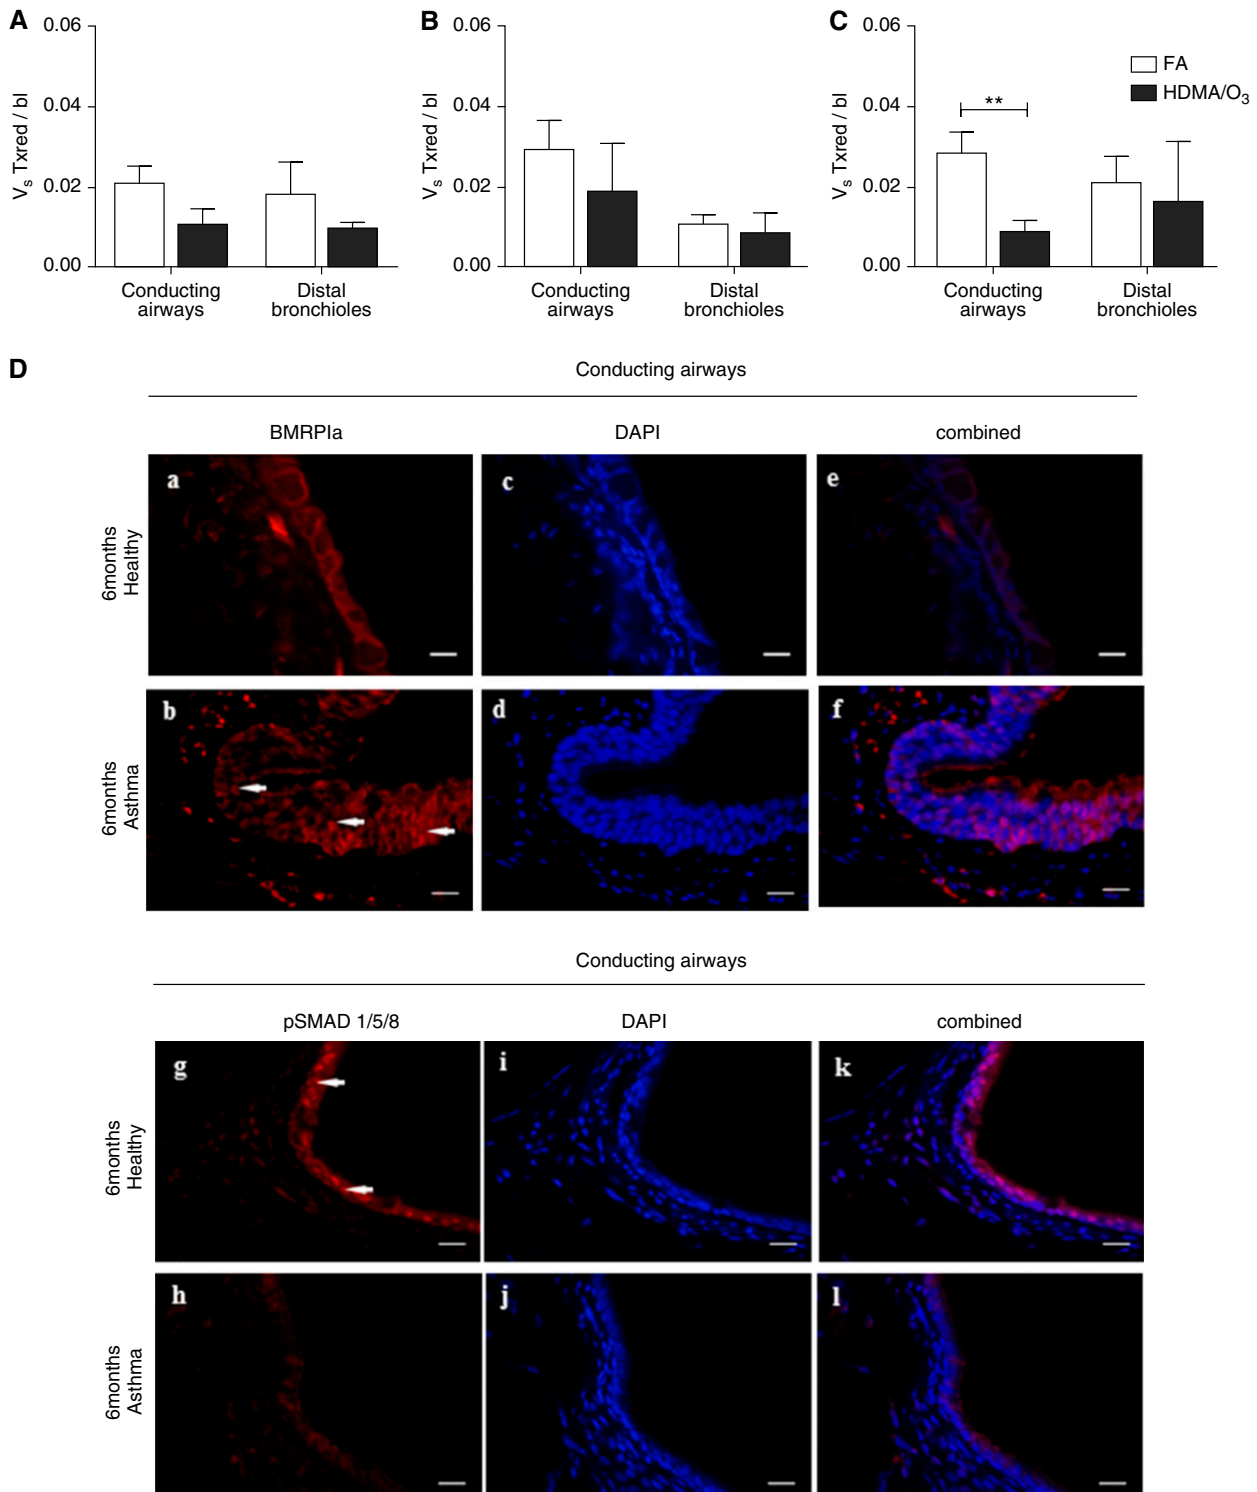 A
0.06
0.04
0.02
0.00
Vs Txred / bl
Conducting airways
Distal bronchioles
B
0.06
0.04
0.02
0.00
Vs Txred / bl
Conducting airways
Distal bronchioles
C
0.06
0.04
0.02
0.00
Vs Txred / bl
**
FA
HDMA/O3
Conducting airways
Distal bronchioles
D
Conducting airways
BMRPIa
DAPI
combined
6months
Healthy
a
c
e
6months
Asthma
b
d
f
Conducting airways
pSMAD 1/5/8
DAPI
combined
6months
Healthy
g
i
k
6months
Asthma
h
j
l